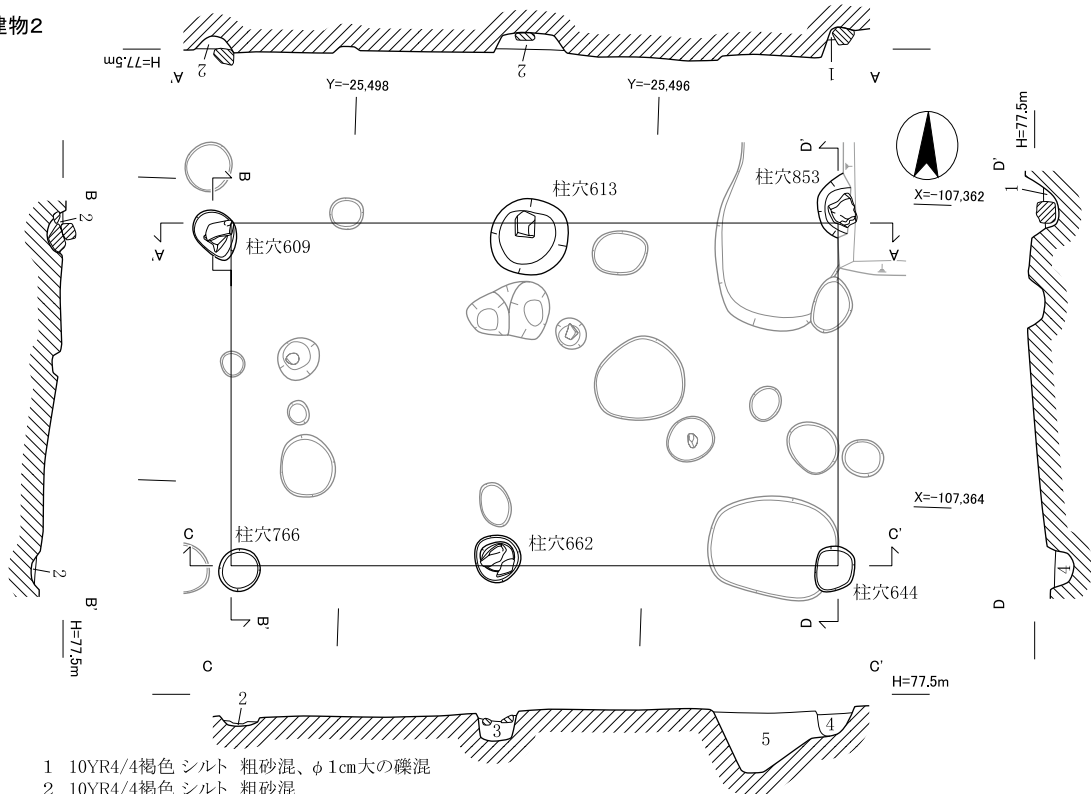 建物2
H=77.5m
A'
2
2
1
A
Y=-25,498
Y=-25,496
H=77.5m
D'
1
D'
B
B
2
柱穴613
柱穴853
X=-107,362
柱穴609
A'
A
X=-107,364
C
柱穴766
柱穴662
C'
柱穴644
2
4
B'
B'
D
D
H=77.5m
C
C'
H=77.5m
2
3
5
4
1 10YR4/4褐色 シルト 粗砂混、φ1cm大の礫混
2 10YR4/4褐色 シルト 粗砂混